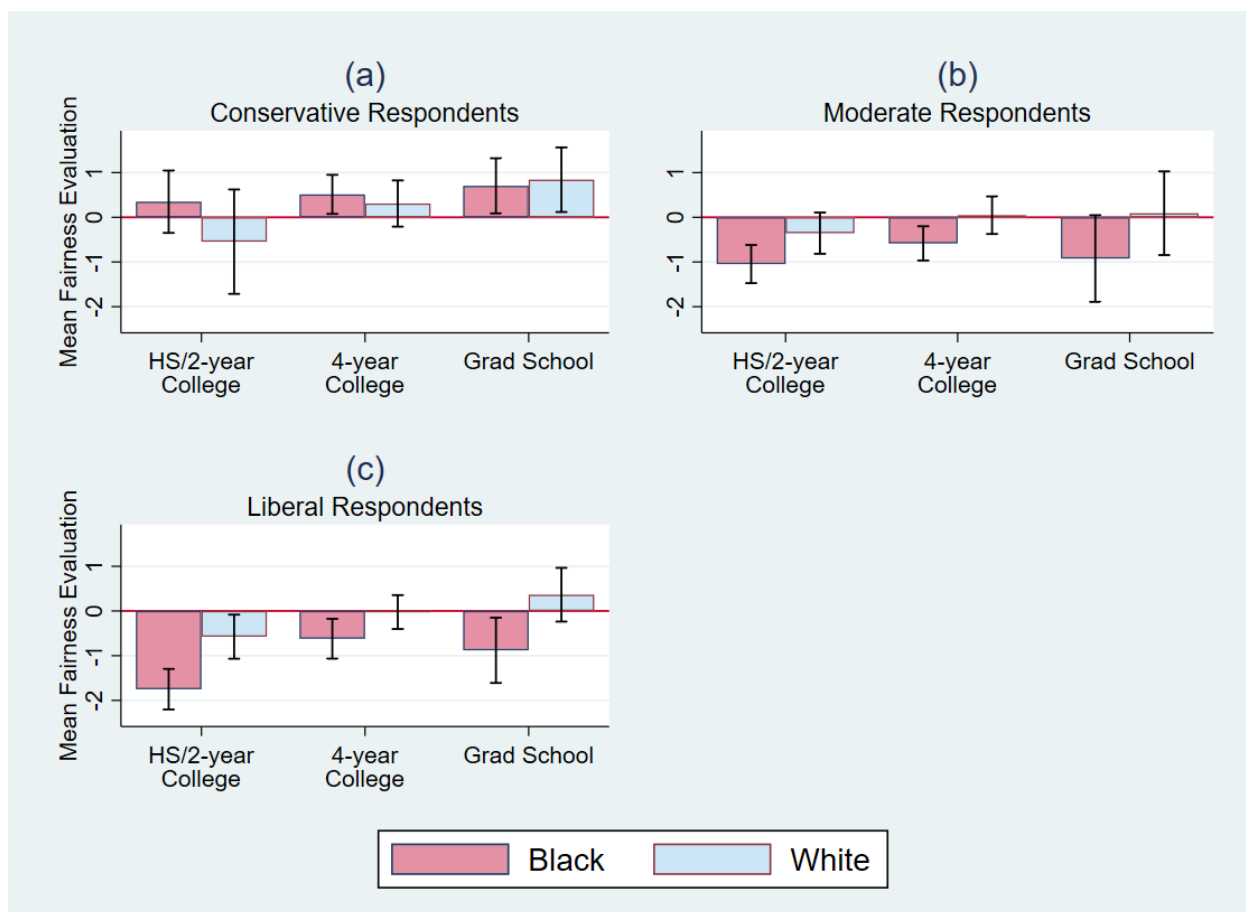 (a)
Conservative Respondents
Mean Fairness Evaluation
1
0
-1
-2
HS/2-year
College
4-year
College
Grad School
(b)
Moderate Respondents
1
0
-1
-2
HS/2-year
College
4-year
College
Grad School
(c)
Liberal Respondents
Mean Fairness Evaluation
1
0
-1
-2
HS/2-year
College
4-year
College
Grad School
Black
White